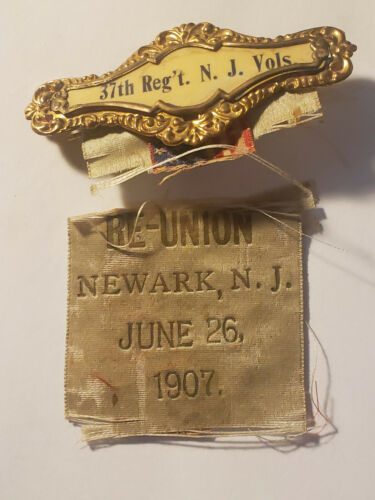 37th Reg't. N. J. Vols.
RE-UNION
NEWARK, N. J.
JUNE 26,
1907.